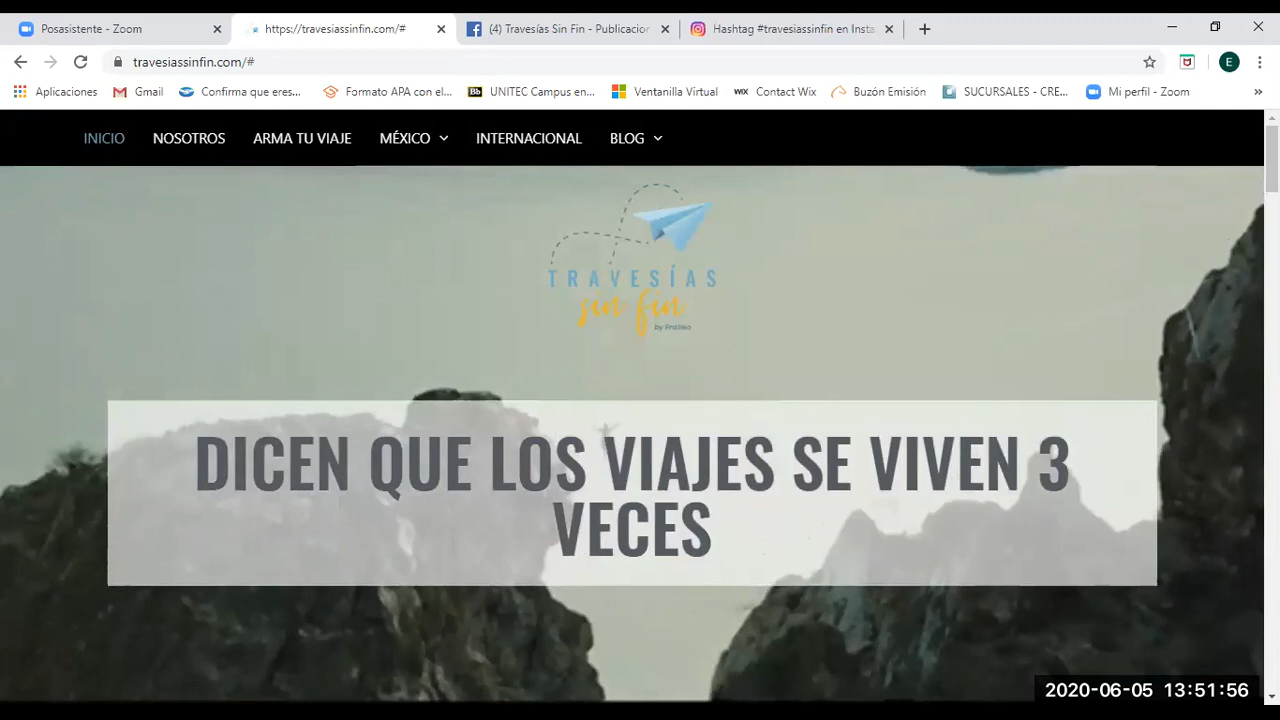 Posasistente - Zoom
https://travesiassinfin.com/#
(4) Travesías Sin Fin - Publicacior
Hashtag #travesiassinfin en Insta
travesiassinfin.com/#
E
Aplicaciones
Gmail
Confirma que eres...
Formato APA con el...
Bb
UNITEC Campus en...
Ventanilla Virtual
WIX
Contact Wix
Buzón Emisión
SUCURSALES - CRE...
Mi perfil - Zoom
»
INICIO
NOSOTROS
ARMA TU VIAJE
MÉXICO
INTERNACIONAL
BLOG
TRAVESÍAS
sin fin
DICEN QUE LOS VIAJES SE VIVEN 3
VECES
2020-06-05 13:51:56